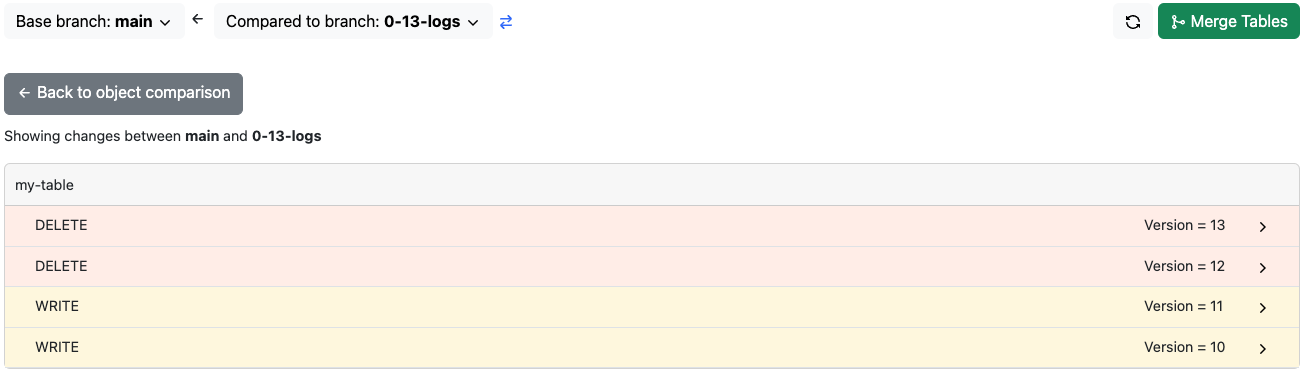 Base branch: main ← Compared to branch: 0-13-logs Merge Tables
← Back to object comparison
Showing changes between main and 0-13-logs
my-table
DELETE Version = 13
DELETE Version = 12
WRITE Version = 11
WRITE Version = 10